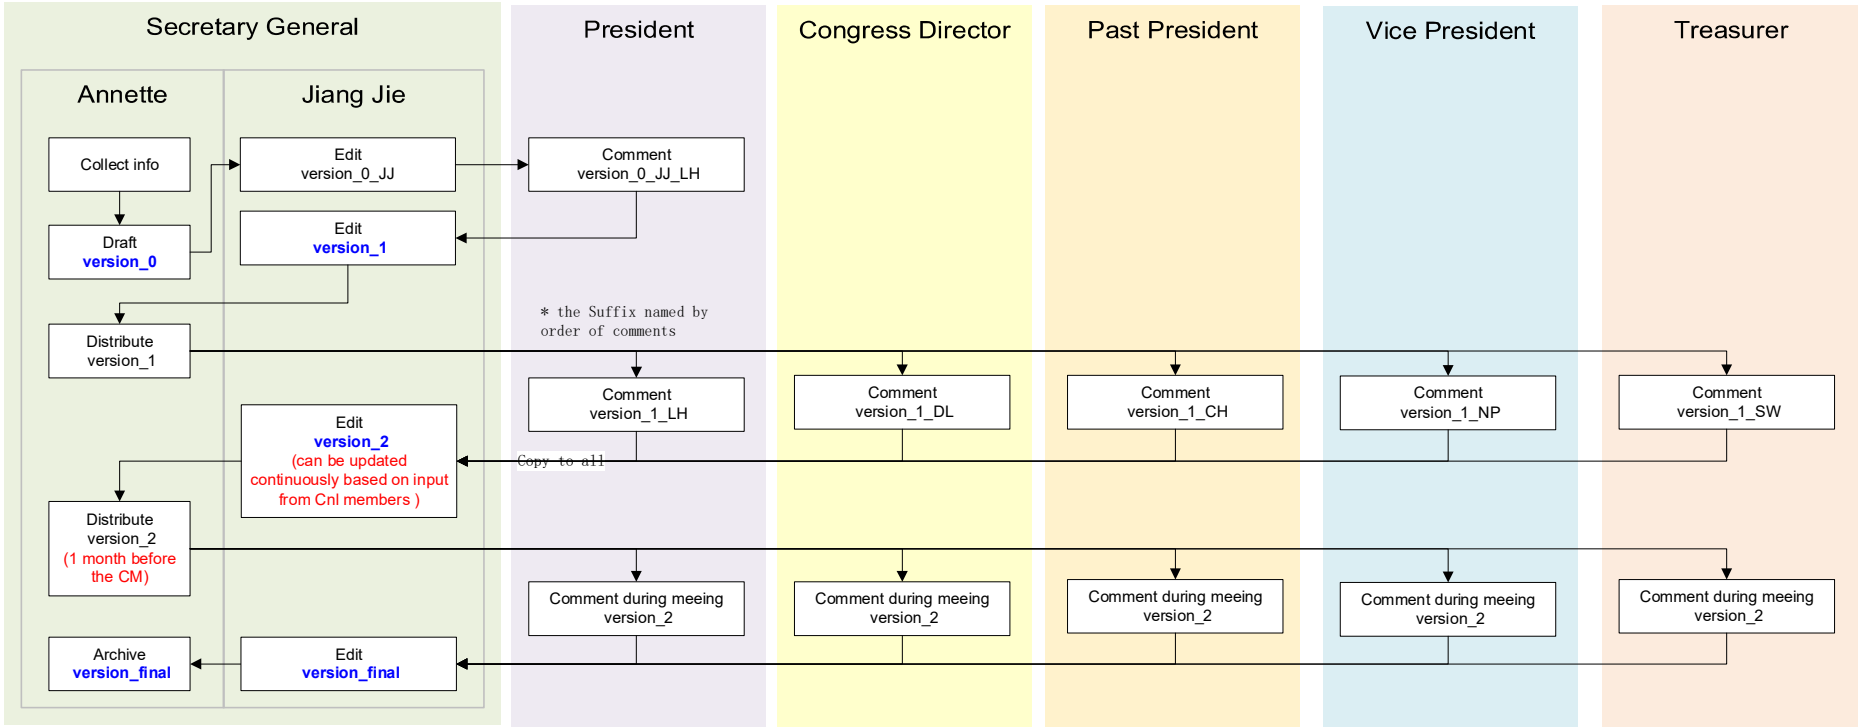 Secretary General
President
Congress Director
Past President
Vice President
Treasurer
Annette
Jiang Jie
Collect info
Edit
version_0_JJ
Comment
version_0_JJ_LH
Draft
version_0
Edit
version_1
* the Suffix named by
order of comments
Distribute
version_1
Comment
version_1_LH
Comment
version_1_DL
Comment
version_1_CH
Comment
version_1_NP
Comment
version_1_SW
Edit
version_2
(can be updated
continuously based on input
from Cnl members )
Copy to all
Distribute
version_2
(1 month before
the CM)
Comment during meeing
version_2
Comment during meeing
version_2
Comment during meeing
version_2
Comment during meeing
version_2
Comment during meeing
version_2
Archive
version_final
Edit
version_final